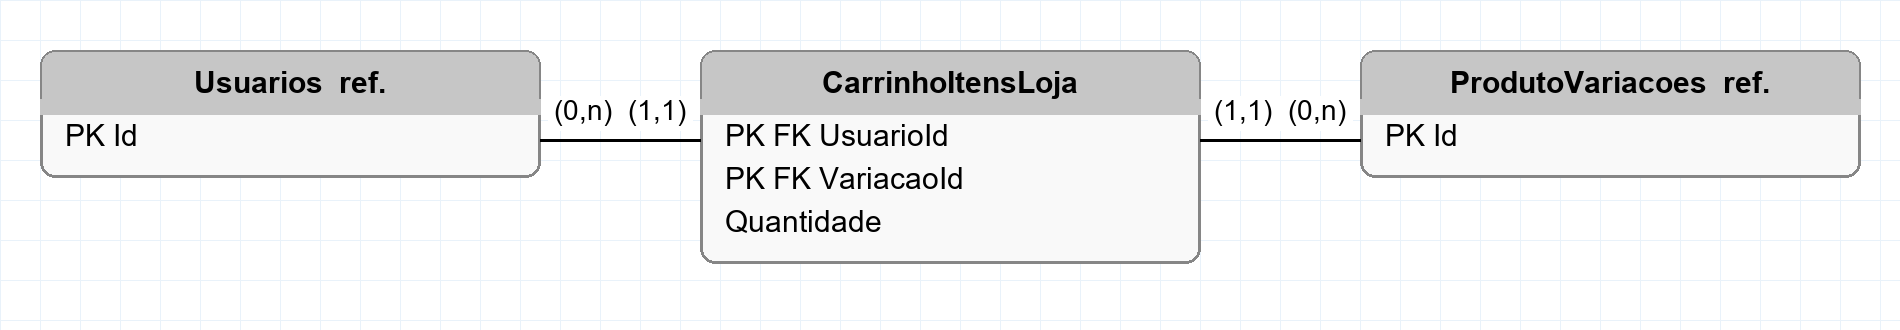 Usuarios ref.
PK Id
(0,n) (1,1)
CarrinhoItensLoja
PK FK UsuarioId
PK FK VariacaoId
Quantidade
(1,1) (0,n)
ProdutoVariacoes ref.
PK Id